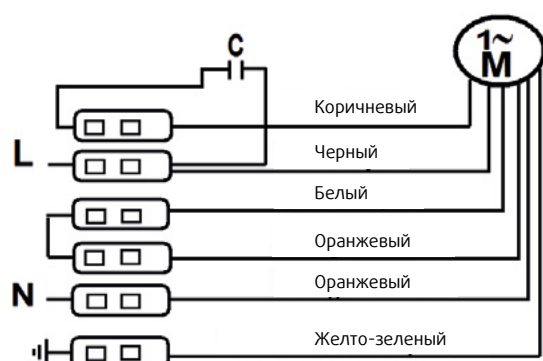 C
1~
M
Коричневый
L
Черный
Белый
Оранжевый
N
Оранжевый
Желто-зеленый